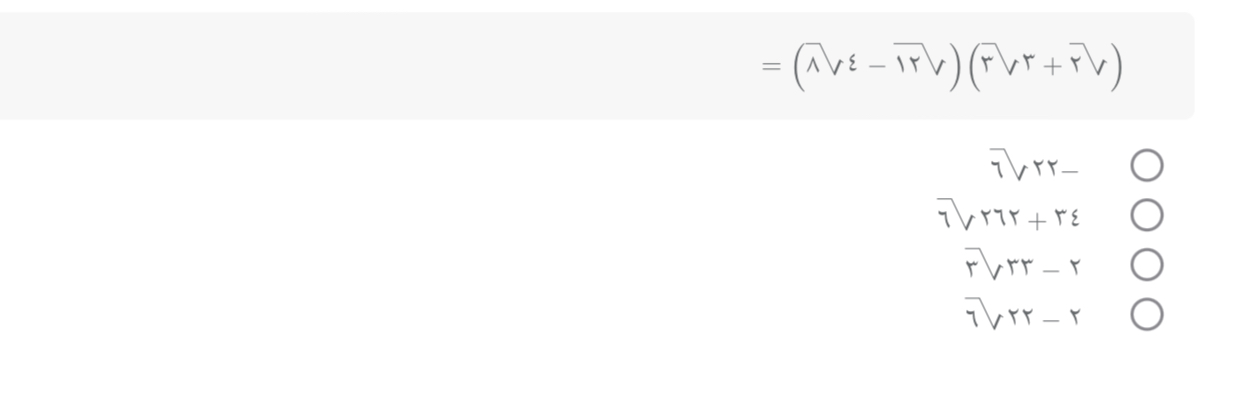 (√٢ + ٣√٣)(√١٢ − ٤√٨) =
−٢٢√٦
٣٤ + ٢٦٢√٦
٢ − ٣٣√٣
٢ − ٢٢√٦